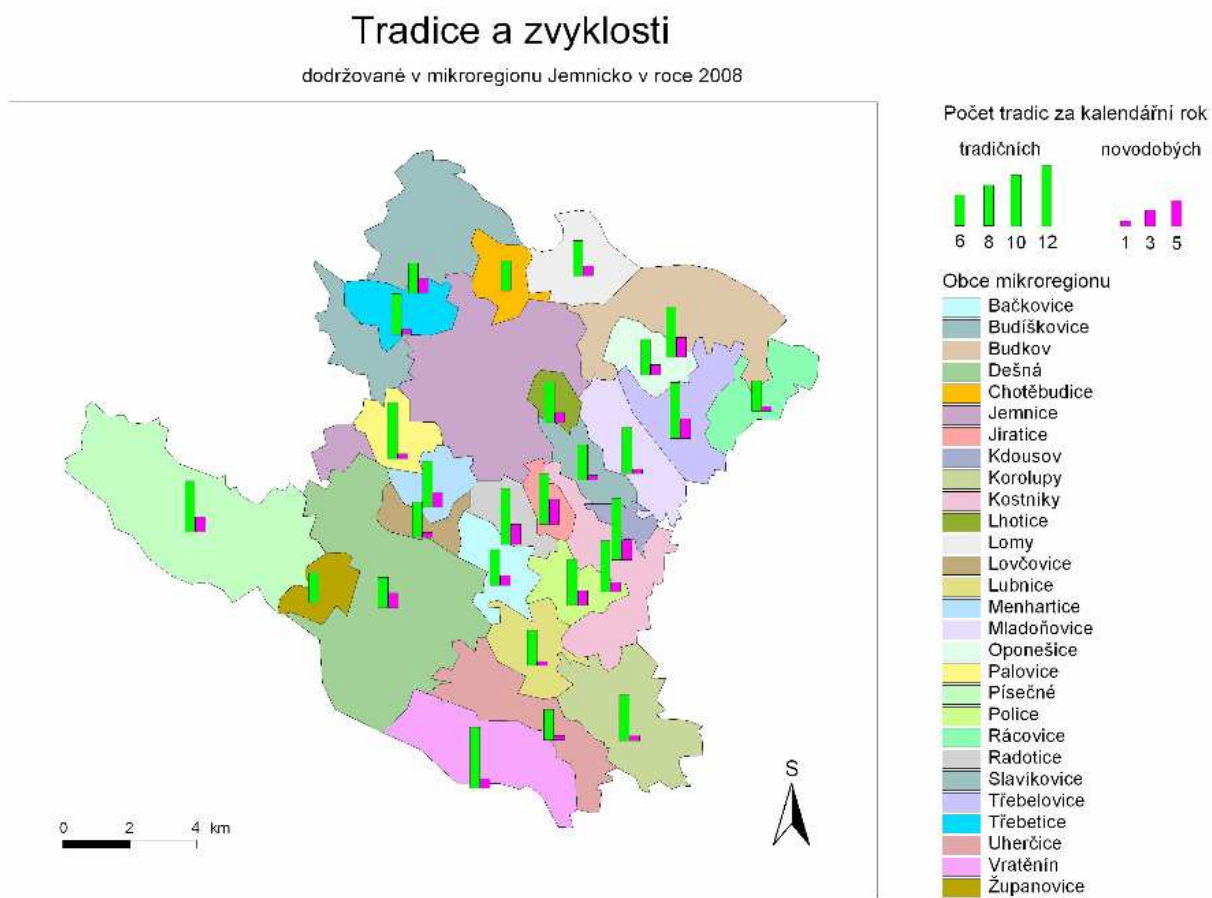 Tradice a zvyklosti
dodržované v mikroregionu Jemnicko v roce 2008
Počet tradic za kalendářní rok
tradičních novodobých
6 8 10 12 1 3 5
Obce mikroregionu
Bačkovice
Budíškovice
Budkov
Dešná
Chotěbudice
Jemnice
Jiratice
Kdousov
Korolupy
Kostníky
Lhotice
Lomy
Lovčovice
Lubnice
Menhartice
Mladoňovice
Oponešice
Palovice
Písečné
Police
Rácovice
Radotice
Slavíkovice
Třebelovice
Třebetice
Uherčice
Vratěnín
Županovice
S
0 2 4 km